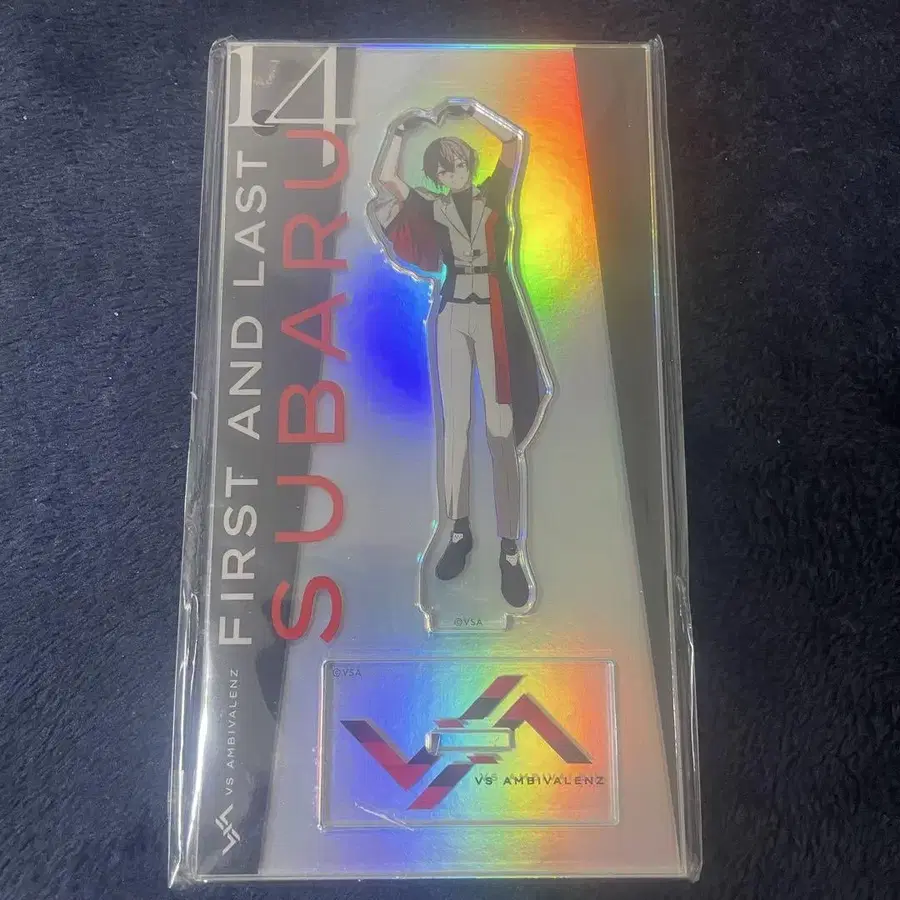 14
FIRST AND LAST
SUBARU
VS AMBIVALENZ
©VSA
©VSA
VS AMBIVALENZ